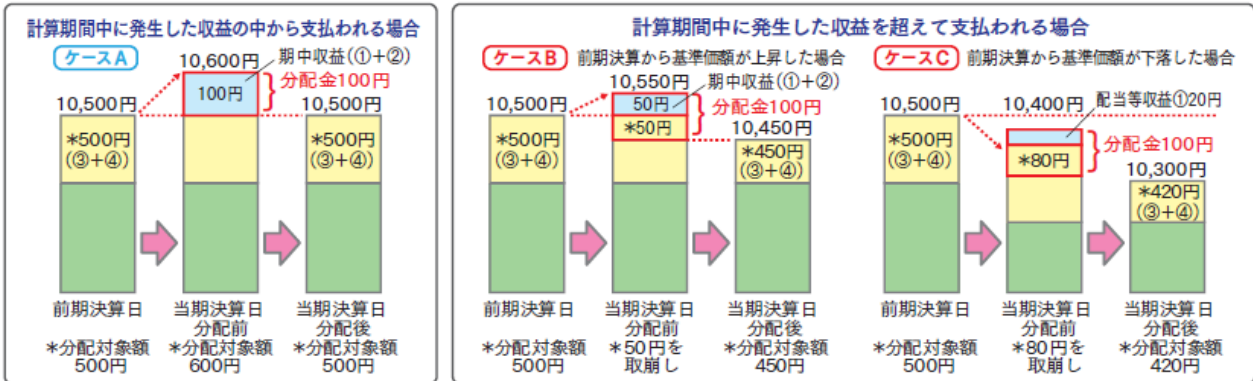 計算期間中に発生した収益の中から支払われる場合
ケースA
10,600円
期中収益(①+②)
100円
分配金100円
10,500円
10,500円
*500円
(③+④)
*500円
(③+④)
前期決算日
当期決算日
分配前
当期決算日
分配後
*分配対象額
500円
*分配対象額
600円
*分配対象額
500円
計算期間中に発生した収益を超えて支払われる場合
ケースB
前期決算から基準価額が上昇した場合
10,550円
期中収益(①+②)
10,500円
50円
分配金100円
*50円
10,450円
*500円
(③+④)
*450円
(③+④)
前期決算日
当期決算日
分配前
当期決算日
分配後
*分配対象額
500円
*50円を
取崩し
*分配対象額
450円
ケースC
前期決算から基準価額が下落した場合
10,500円
10,400円
配当等収益①20円
分配金100円
*500円
(③+④)
*80円
10,300円
*420円
(③+④)
前期決算日
当期決算日
分配前
当期決算日
分配後
*分配対象額
500円
*80円を
取崩し
*分配対象額
420円